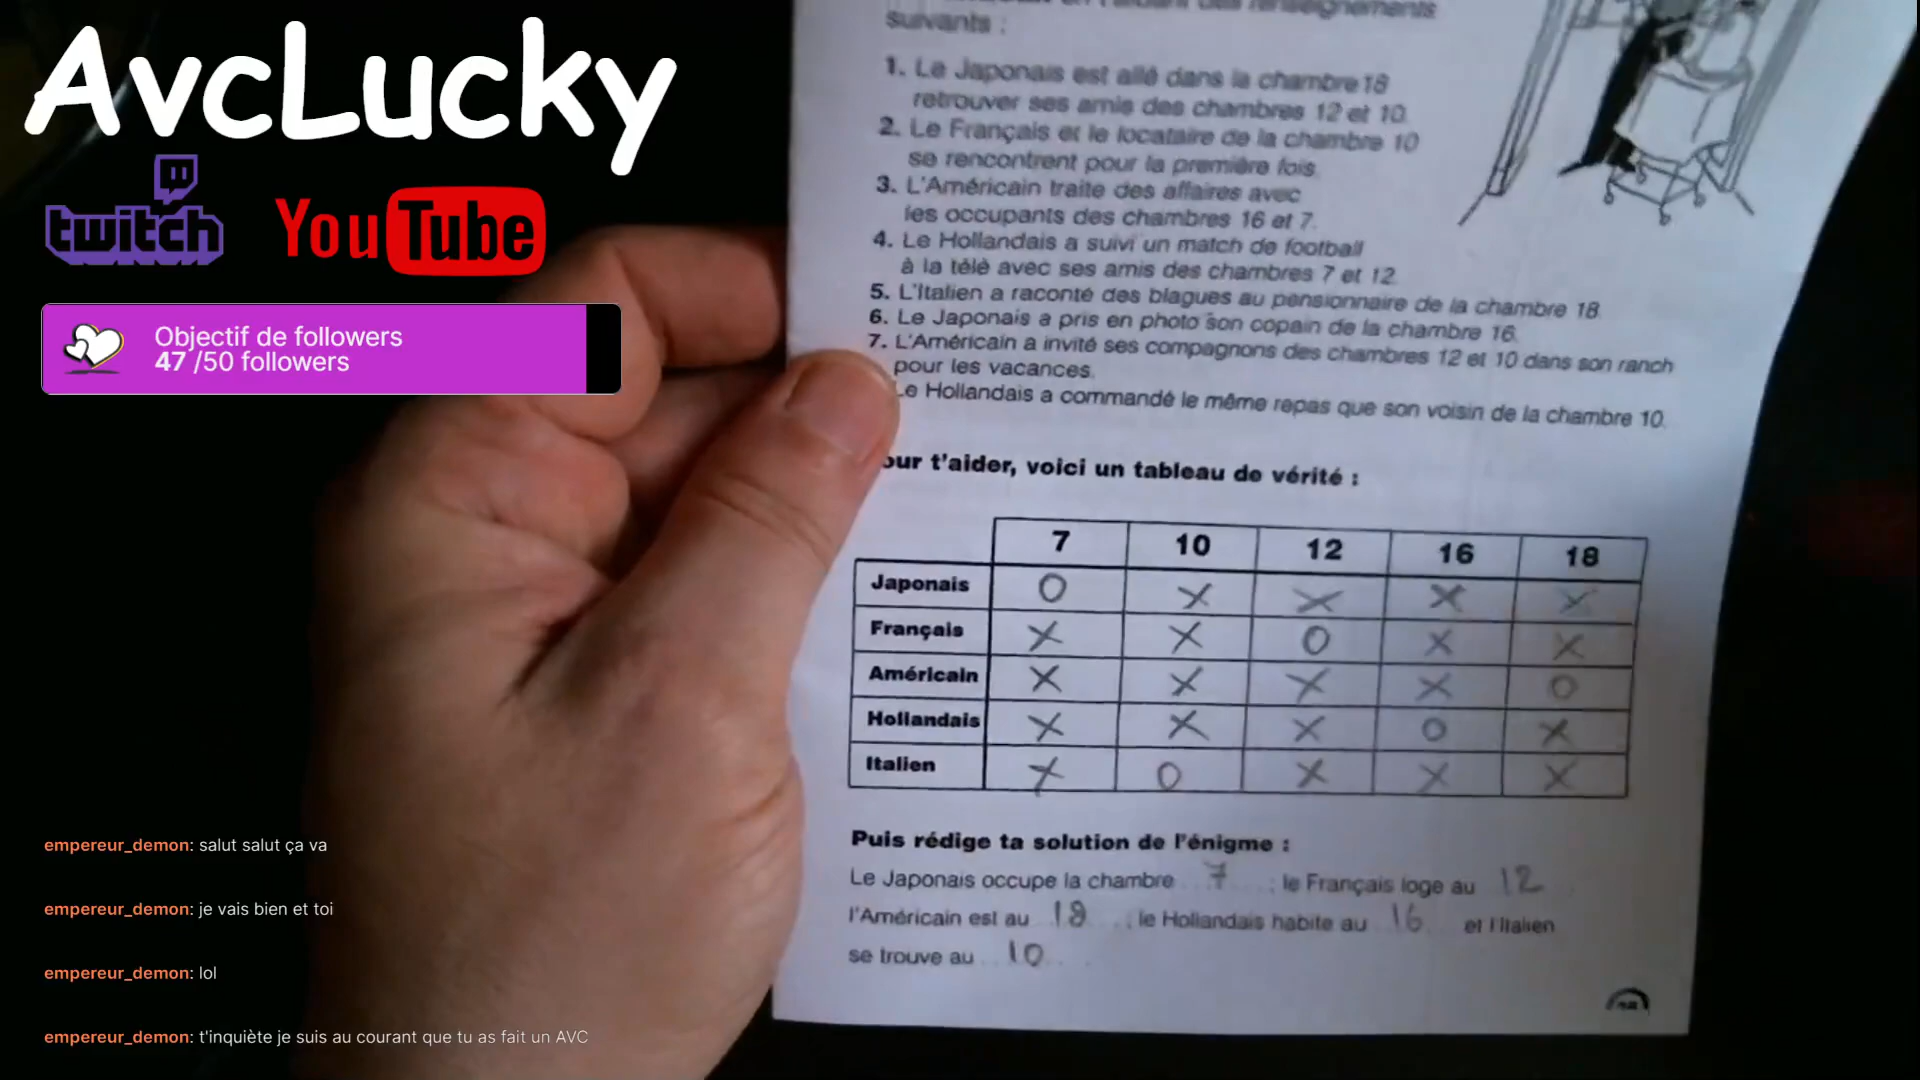 AvcLucky
twitch
YouTube
Objectif de followers
47 /50 followers
renseignements
suivants :
1. Le Japonais est allé dans la chambre 18
retrouver ses amis des chambres 12 et 10.
2. Le Français et le locataire de la chambre 10
se rencontrent pour la première fois.
3. L'Américain traite des affaires avec
les occupants des chambres 16 et 7.
4. Le Hollandais a suivi un match de football
à la télé avec ses amis des chambres 7 et 12.
5. L'Italien a raconté des blagues au pensionnaire de la chambre 18.
6. Le Japonais a pris en photo son copain de la chambre 16.
7. L'Américain a invité ses compagnons des chambres 12 et 10 dans son ranch
pour les vacances.
Le Hollandais a commandé le même repas que son voisin de la chambre 10.
our t'aider, voici un tableau de vérité :
7 10 12 16 18
Japonais O X X X X
Français X X O X X
Américain X X X X O
Hollandais X X X O X
Italien X O X X X
Puis rédige ta solution de l'énigme :
Le Japonais occupe la chambre 7 ; le Français loge au 12
l'Américain est au 18 ; le Hollandais habite au 16 et l'Italien
se trouve au 10
empereur_demon: salut salut ça va
empereur_demon: je vais bien et toi
empereur_demon: lol
empereur_demon: t'inquiète je suis au courant que tu as fait un AVC